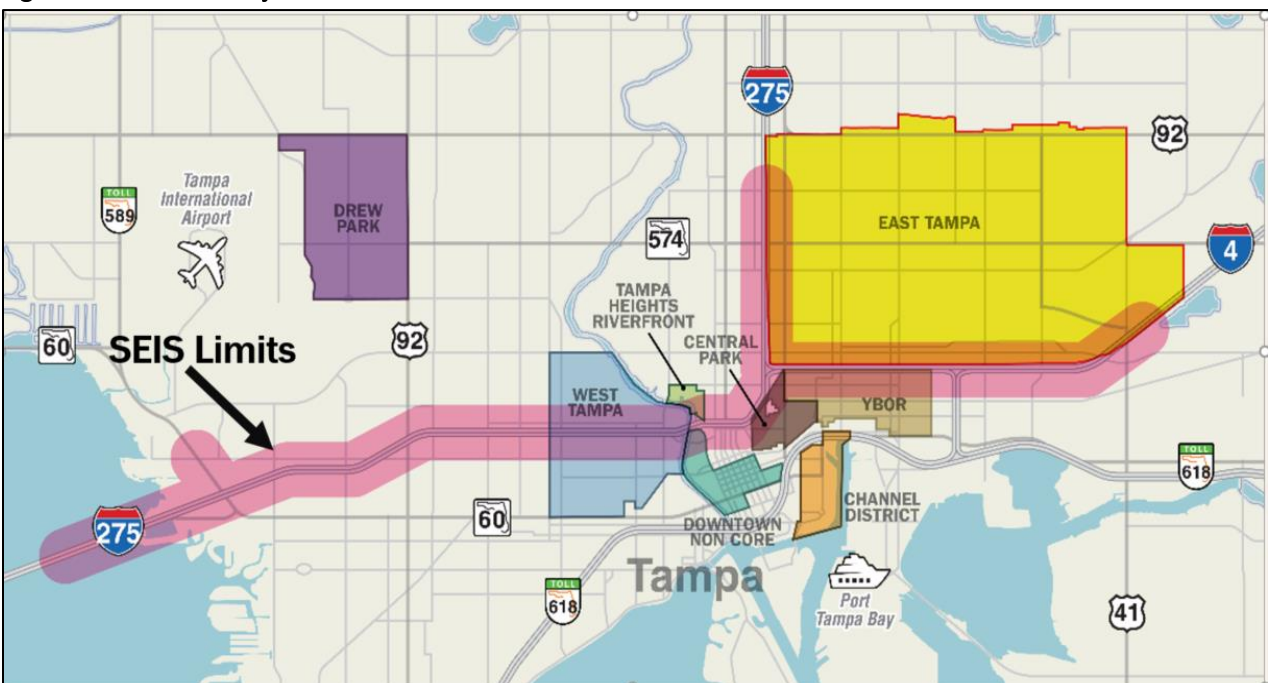 275
92
Tampa
International
Airport
TOLL
589
DREW
PARK
EAST TAMPA
574
4
TAMPA
HEIGHTS
RIVERFRONT
CENTRAL
PARK
60
SEIS Limits
92
WEST
TAMPA
YBOR
TOLL
618
275
60
CHANNEL
DISTRICT
DOWNTOWN
NON CORE
Tampa
TOLL
618
Port
Tampa Bay
41